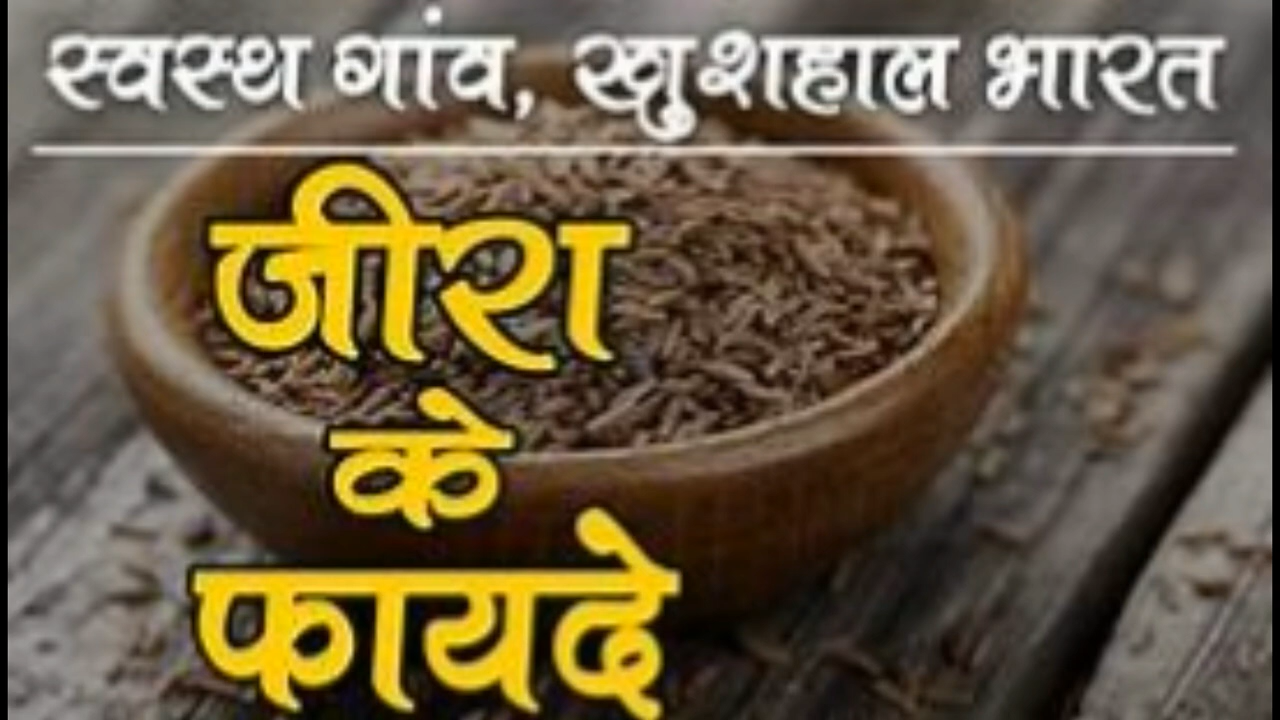 स्वस्थ गांव, खुशहाल भारत
जीरा
के
फायदे